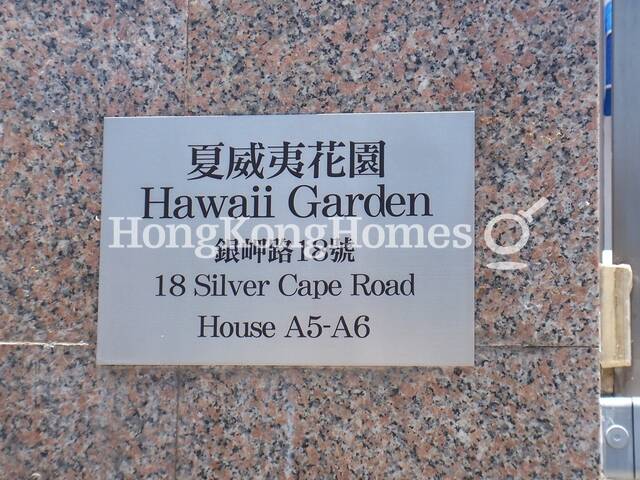 夏威夷花園
Hawaii Garden
HongKongHomes
銀岬路18號
18 Silver Cape Road
House A5-A6